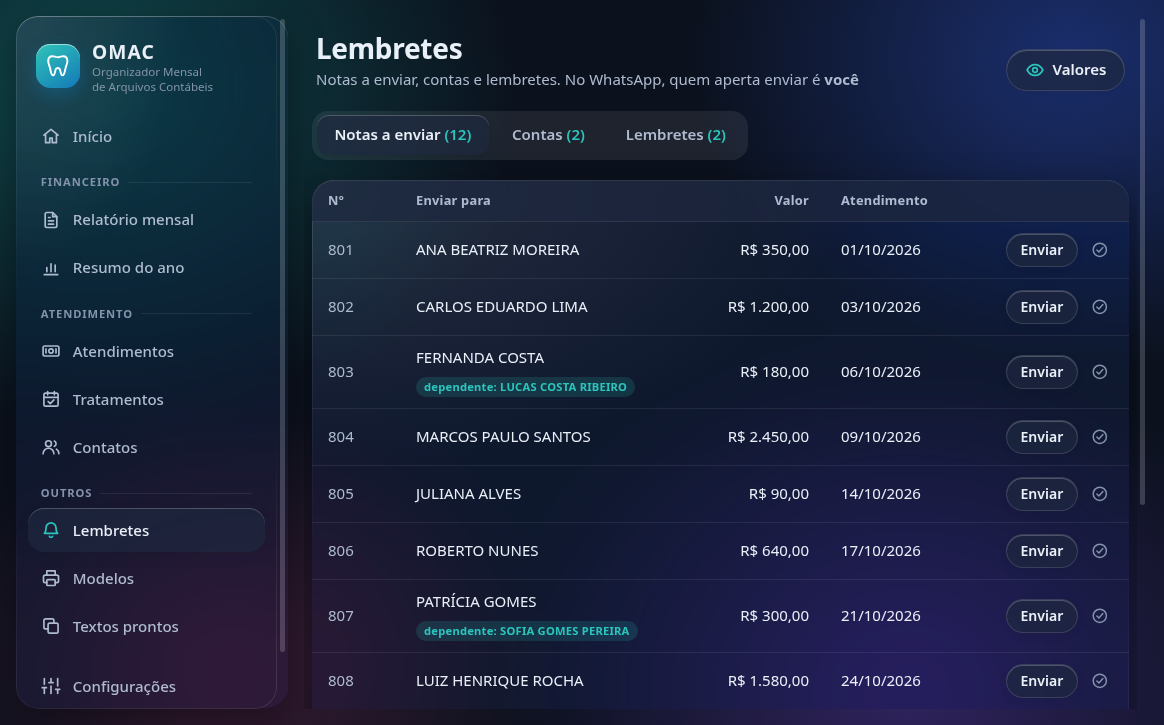 OMAC
Organizador Mensal
de Arquivos Contábeis
Início
FINANCEIRO
Relatório mensal
Resumo do ano
ATENDIMENTO
Atendimentos
Tratamentos
Contatos
OUTROS
Lembretes
Modelos
Textos prontos
Configurações
Lembretes
Notas a enviar, contas e lembretes. No WhatsApp, quem aperta enviar é você
Valores
Notas a enviar (12) Contas (2) Lembretes (2)
Nº Enviar para Valor Atendimento
801 ANA BEATRIZ MOREIRA R$ 350,00 01/10/2026 Enviar
802 CARLOS EDUARDO LIMA R$ 1.200,00 03/10/2026 Enviar
803 FERNANDA COSTA R$ 180,00 06/10/2026 Enviar
dependente: LUCAS COSTA RIBEIRO
804 MARCOS PAULO SANTOS R$ 2.450,00 09/10/2026 Enviar
805 JULIANA ALVES R$ 90,00 14/10/2026 Enviar
806 ROBERTO NUNES R$ 640,00 17/10/2026 Enviar
807 PATRÍCIA GOMES R$ 300,00 21/10/2026 Enviar
dependente: SOFIA GOMES PEREIRA
808 LUIZ HENRIQUE ROCHA R$ 1.580,00 24/10/2026 Enviar